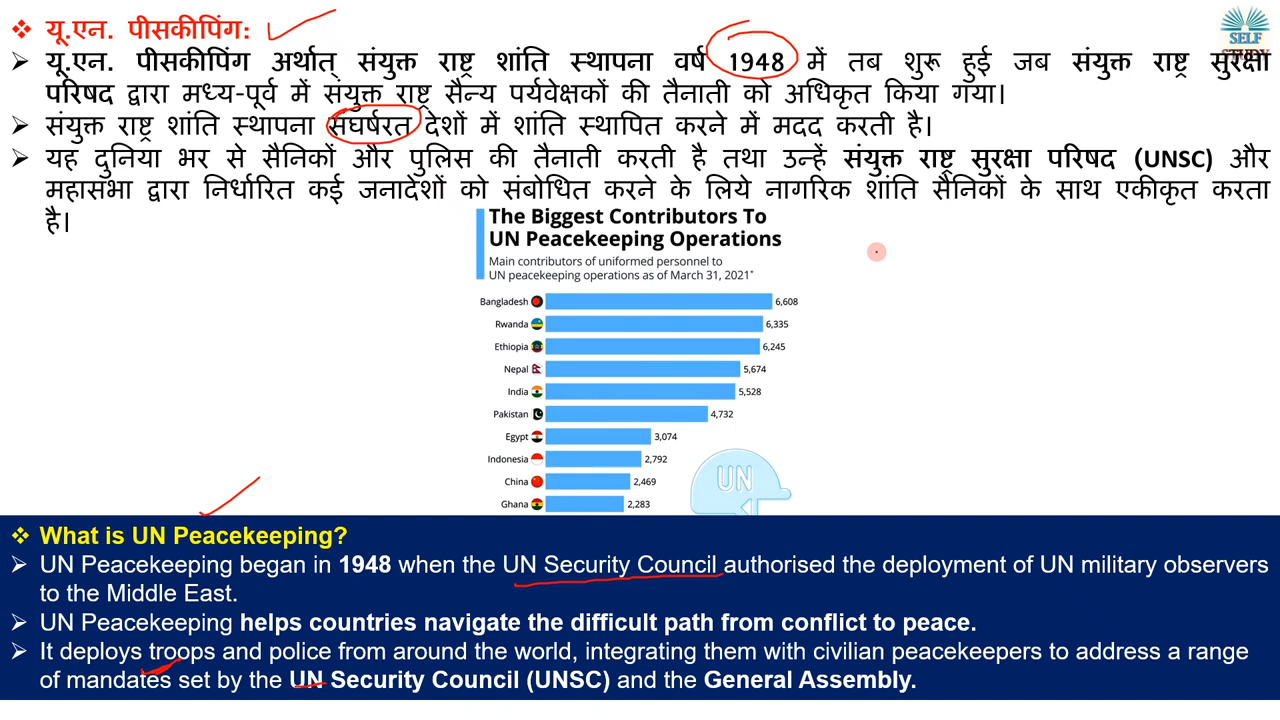 ❖ यू.एन. पीसकीपिंग:
➢ यू.एन. पीसकीपिंग अर्थात् संयुक्त राष्ट्र शांति स्थापना वर्ष 1948 में तब शुरू हुई जब संयुक्त राष्ट्र सुरक्षा
परिषद द्वारा मध्य-पूर्व में संयुक्त राष्ट्र सैन्य पर्यवेक्षकों की तैनाती को अधिकृत किया गया।
➢ संयुक्त राष्ट्र शांति स्थापना संघर्षरत देशों में शांति स्थापित करने में मदद करती है।
➢ यह दुनिया भर से सैनिकों और पुलिस की तैनाती करती है तथा उन्हें संयुक्त राष्ट्र सुरक्षा परिषद (UNSC) और
महासभा द्वारा निर्धारित कई जनादेशों को संबोधित करने के लिये नागरिक शांति सैनिकों के साथ एकीकृत करता
है।
SELF
STUDY
The Biggest Contributors To
UN Peacekeeping Operations
Main contributors of uniformed personnel to
UN peacekeeping operations as of March 31, 2021*
Bangladesh 6,608
Rwanda 6,335
Ethiopia 6,245
Nepal 5,674
India 5,528
Pakistan 4,732
Egypt 3,074
Indonesia 2,792
China 2,469
Ghana 2,283
UN
❖ What is UN Peacekeeping?
➢ UN Peacekeeping began in 1948 when the UN Security Council authorised the deployment of UN military observers
to the Middle East.
➢ UN Peacekeeping helps countries navigate the difficult path from conflict to peace.
➢ It deploys troops and police from around the world, integrating them with civilian peacekeepers to address a range
of mandates set by the UN Security Council (UNSC) and the General Assembly.